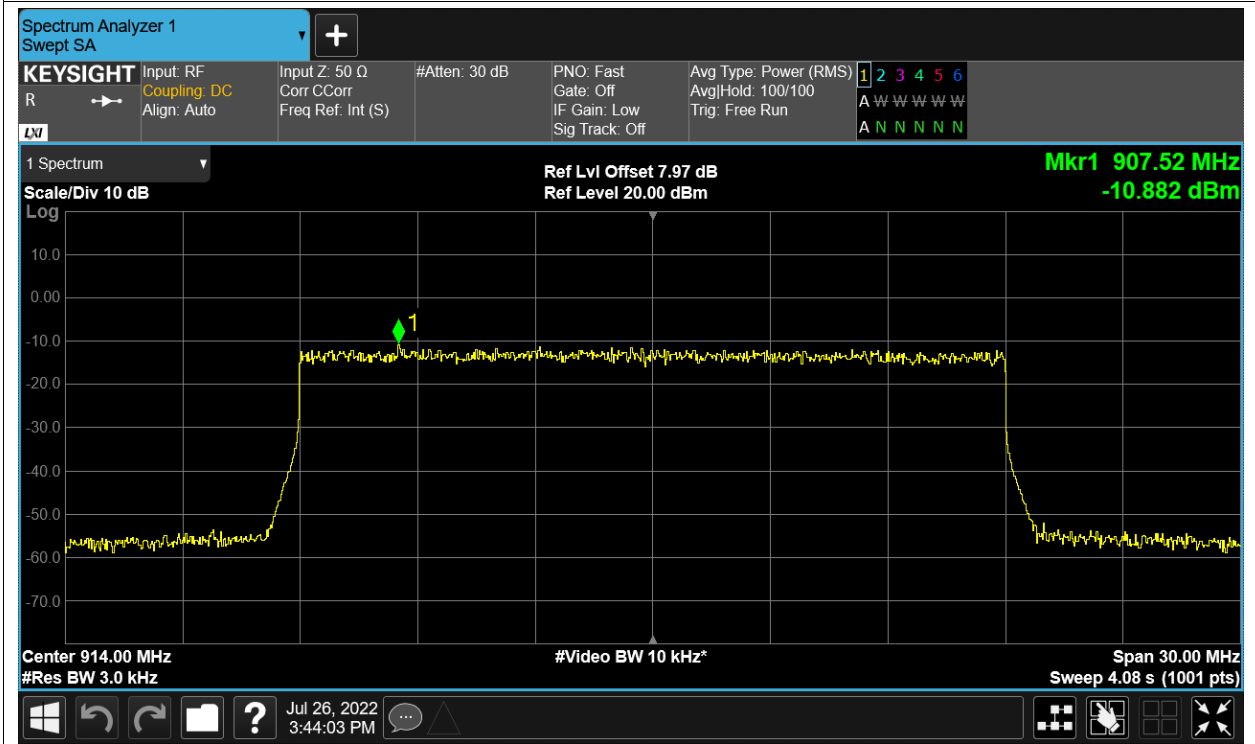 Spectrum Analyzer 1
Swept SA
+
KEYSIGHT
R
LXI
Input: RF
Coupling: DC
Align: Auto
Input Z: 50 Ω
Corr CCorr
Freq Ref: Int (S)
#Atten: 30 dB
PNO: Fast
Gate: Off
IF Gain: Low
Sig Track: Off
Avg Type: Power (RMS)
Avg|Hold: 100/100
Trig: Free Run
1 2 3 4 5 6
A W W W W W
A N N N N N
1 Spectrum
Scale/Div 10 dB
Log
Ref Lvl Offset 7.97 dB
Ref Level 20.00 dBm
Mkr1 907.52 MHz
-10.882 dBm
10.0
0.00
1
-10.0
-20.0
-30.0
-40.0
-50.0
-60.0
-70.0
Center 914.00 MHz
#Res BW 3.0 kHz
#Video BW 10 kHz*
Span 30.00 MHz
Sweep 4.08 s (1001 pts)
?
Jul 26, 2022
3:44:03 PM